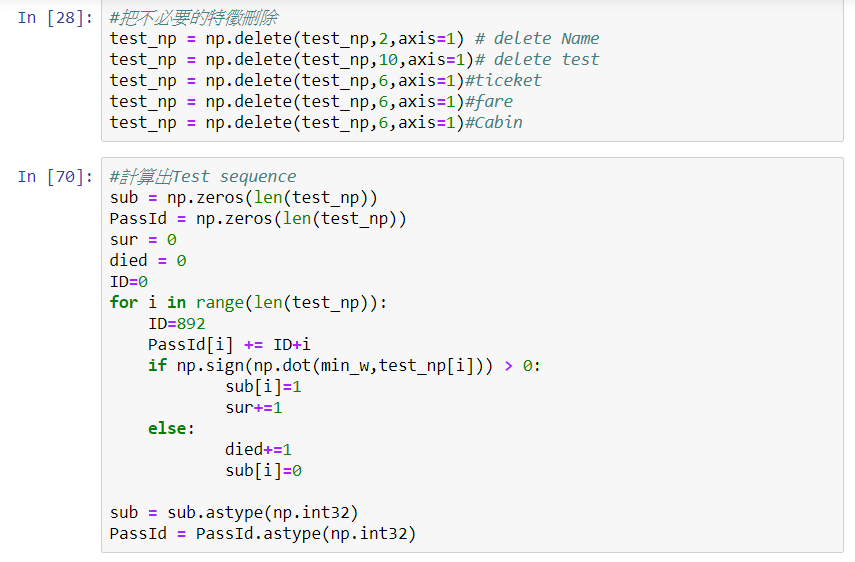 In [28]: #把不必要的特徵刪除
test_np = np.delete(test_np,2,axis=1) # delete Name
test_np = np.delete(test_np,10,axis=1)# delete test
test_np = np.delete(test_np,6,axis=1)#ticeket
test_np = np.delete(test_np,6,axis=1)#fare
test_np = np.delete(test_np,6,axis=1)#Cabin
In [70]: #計算出Test sequence
sub = np.zeros(len(test_np))
PassId = np.zeros(len(test_np))
sur = 0
died = 0
ID=0
for i in range(len(test_np)):
    ID=892
    PassId[i] += ID+i
    if np.sign(np.dot(min_w,test_np[i])) > 0:
            sub[i]=1
            sur+=1
    else:
            died+=1
            sub[i]=0
sub = sub.astype(np.int32)
PassId = PassId.astype(np.int32)